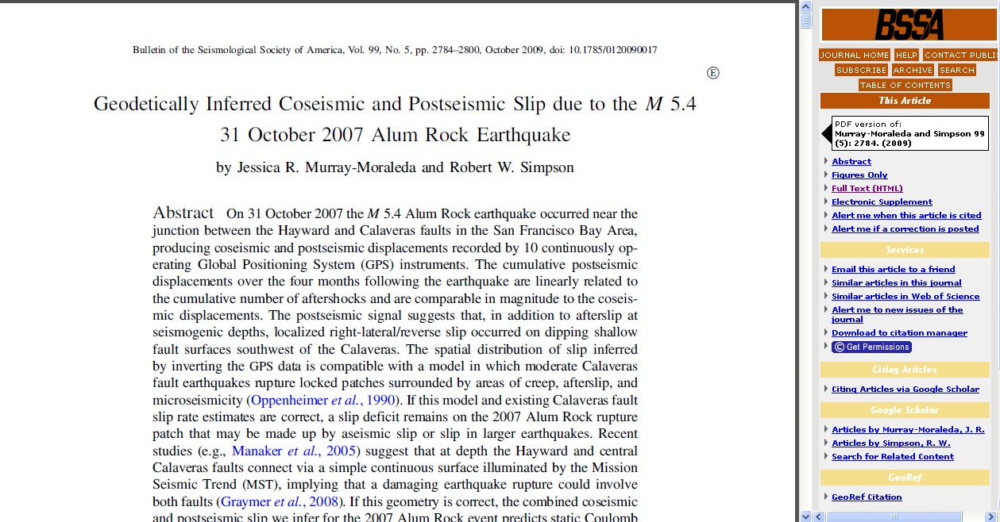 Bulletin of the Seismological Society of America, Vol. 99, No. 5, pp. 2784–2800, October 2009, doi: 10.1785/0120090017
Ⓔ
Geodetically Inferred Coseismic and Postseismic Slip due to the M 5.4
31 October 2007 Alum Rock Earthquake
by Jessica R. Murray-Moraleda and Robert W. Simpson
Abstract On 31 October 2007 the M 5.4 Alum Rock earthquake occurred near the
junction between the Hayward and Calaveras faults in the San Francisco Bay Area,
producing coseismic and postseismic displacements recorded by 10 continuously op-
erating Global Positioning System (GPS) instruments. The cumulative postseismic
displacements over the four months following the earthquake are linearly related to
the cumulative number of aftershocks and are comparable in magnitude to the coseis-
mic displacements. The postseismic signal suggests that, in addition to afterslip at
seismogenic depths, localized right-lateral/reverse slip occurred on dipping shallow
fault surfaces southwest of the Calaveras. The spatial distribution of slip inferred
by inverting the GPS data is compatible with a model in which moderate Calaveras
fault earthquakes rupture locked patches surrounded by areas of creep, afterslip, and
microseismicity (Oppenheimer et al., 1990). If this model and existing Calaveras fault
slip rate estimates are correct, a slip deficit remains on the 2007 Alum Rock rupture
patch that may be made up by aseismic slip or slip in larger earthquakes. Recent
studies (e.g., Manaker et al., 2005) suggest that at depth the Hayward and central
Calaveras faults connect via a simple continuous surface illuminated by the Mission
Seismic Trend (MST), implying that a damaging earthquake rupture could involve
both faults (Graymer et al., 2008). If this geometry is correct, the combined coseismic
and postseismic slip we infer for the 2007 Alum Rock event predicts static Coulomb
BSSA
JOURNAL HOME HELP CONTACT PUBLI
SUBSCRIBE ARCHIVE SEARCH
TABLE OF CONTENTS
This Article
PDF version of:
Murray-Moraleda and Simpson 99
(5): 2784. (2009)
Abstract
Figures Only
Full Text (HTML)
Electronic Supplement
Alert me when this article is cited
Alert me if a correction is posted
Services
Email this article to a friend
Similar articles in this journal
Similar articles in Web of Science
Alert me to new issues of the
journal
Download to citation manager
© Get Permissions
Citing Articles
Citing Articles via Google Scholar
Google Scholar
Articles by Murray-Moraleda, J. R.
Articles by Simpson, R. W.
Search for Related Content
GeoRef
GeoRef Citation